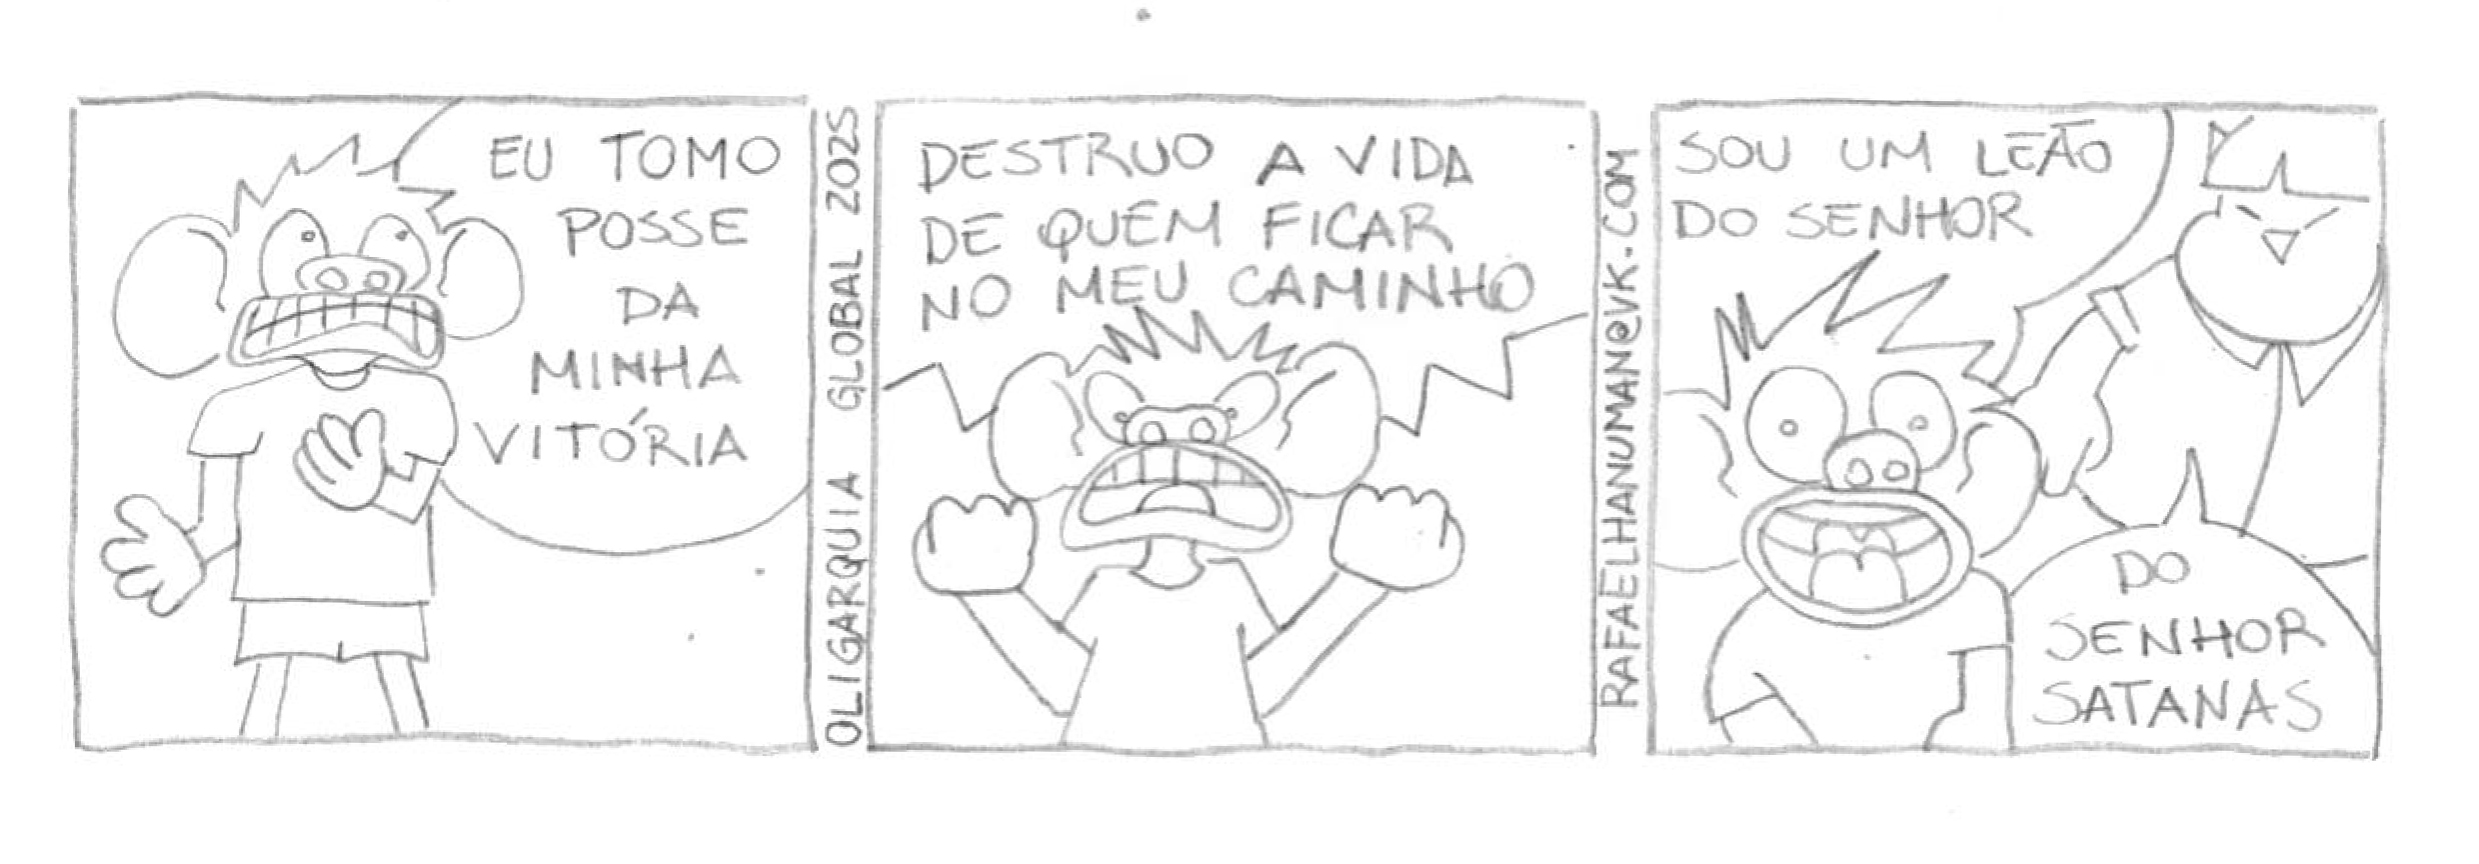 EU TOMO
POSSE
DA
MINHA
VITÓRIA
OLIGARQUIA GLOBAL 2025
DESTRUO A VIDA
DE QUEM FICAR
NO MEU CAMINHO
RAFAELHANUMAN@VK.COM
SOU UM LEÃO
DO SENHOR
DO
SENHOR
SATANAS